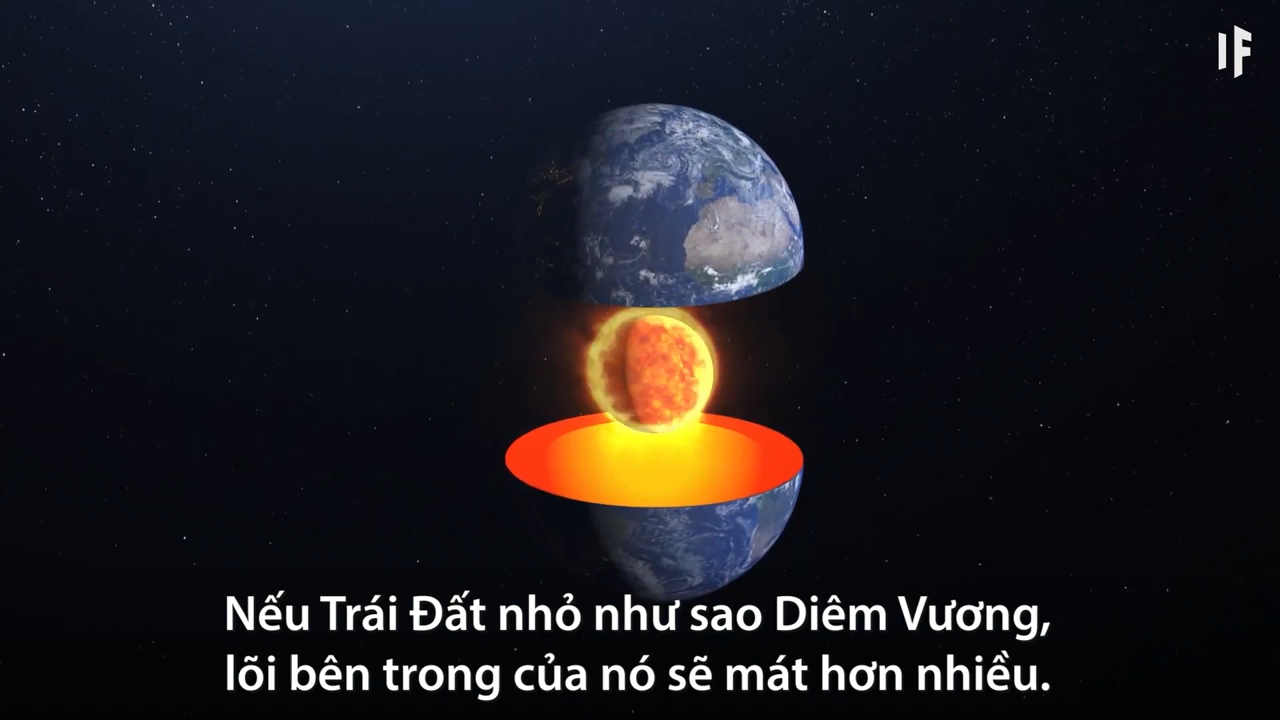 IF
Nếu Trái Đất nhỏ như sao Diêm Vương,
lõi bên trong của nó sẽ mát hơn nhiều.